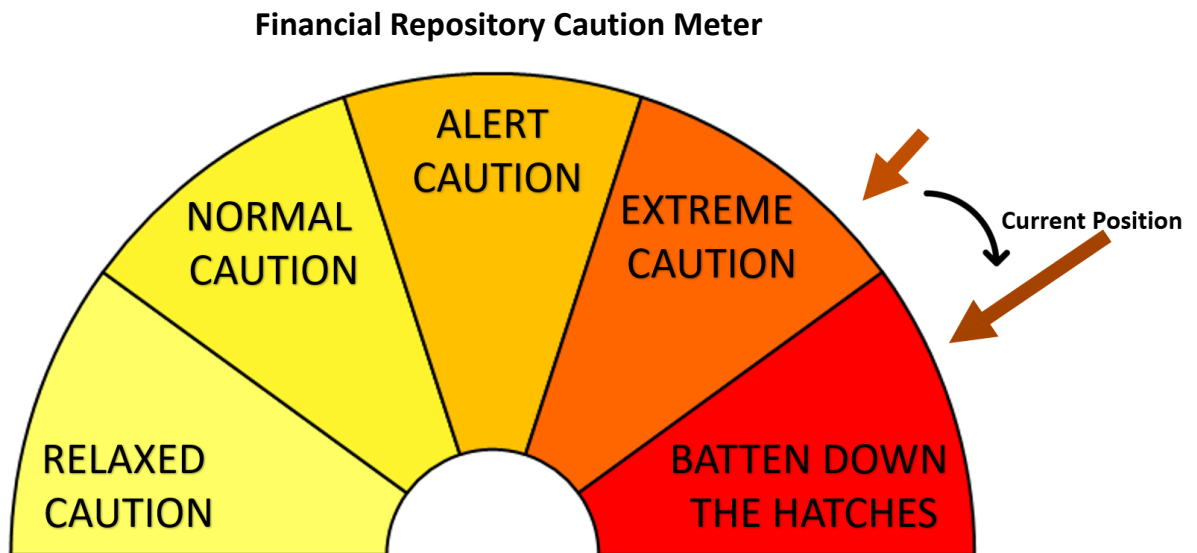 Financial Repository Caution Meter
ALERT
CAUTION
NORMAL
CAUTION
EXTREME
CAUTION
Current Position
RELAXED
CAUTION
BATTEN DOWN
THE HATCHES